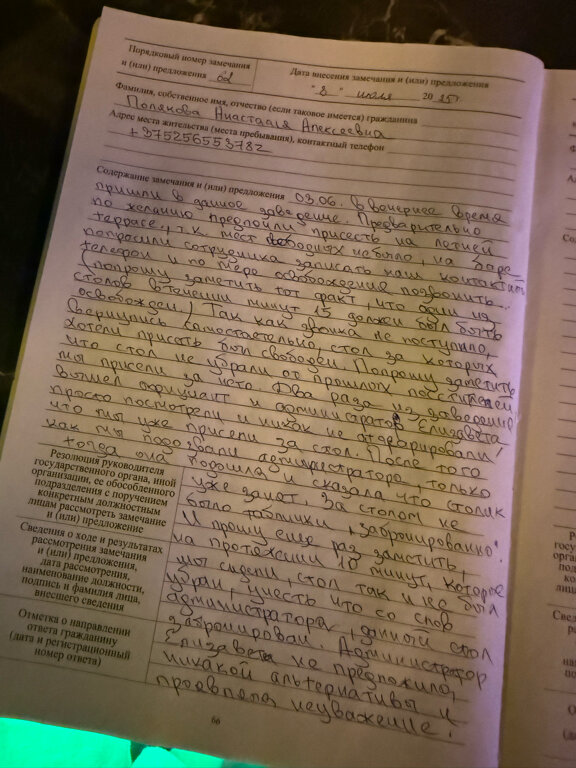 Порядковый номер замечания
и (или) предложения 62
Дата внесения замечания и (или) предложения
"8" июля 2025г
Фамилия, собственное имя, отчество (если таковое имеется) гражданина
Полякова Анастасия Алексеевна
Адрес места жительства (места пребывания), контактный телефон
+375256553782
Содержание замечания и (или) предложения 03.06. в вечернее время
пришли в данное заведение. Предварительно
по желанию предложили присесть на летней
террасе, т.к. мест свободных не было, на баре
попросили сотрудника записать наш контактный
телефон и по мере освобождения позвонить...
(попрошу заметить тот факт, что один из
столов в течении минут 15 должен был быть
освобожден.) Так как звонка не поступило,
вернулись самостоятельно, стол за которых
хотели присеть был свободен. Попрошу заметить
что стол не убрали от прошлых посетителей,
мы присели за него. Два раза из заведения
вышел официант и администратор Елизавета
просто посмотрели и никак не отреагировали!
что мы уже присели за стол. После того
как мы подозвали администратора, только
тогда она подошла и сказала что столик
уже занят, за столом не
было таблички „забронированно".
И прошу еще раз заметить,
на протяжении 10 минут, которое
мы сидели, стол так и не был
убран, учесть что со слов
администратора, данный стол
забронирован. Администратор
Елизавета не предложила,
никакой альтернативы и
проявила неуважение!
Резолюция руководителя
государственного органа, иной
организации, ее обособленного
подразделения с поручением
конкретным должностным
лицам рассмотреть замечание
и (или) предложение
Сведения о ходе и результатах
рассмотрения замечания
и (или) предложения,
дата рассмотрения,
наименование должности,
подпись и фамилия лица,
внесшего сведения
Отметка о направлении
ответа гражданину
(дата и регистрационный
номер ответа)
66